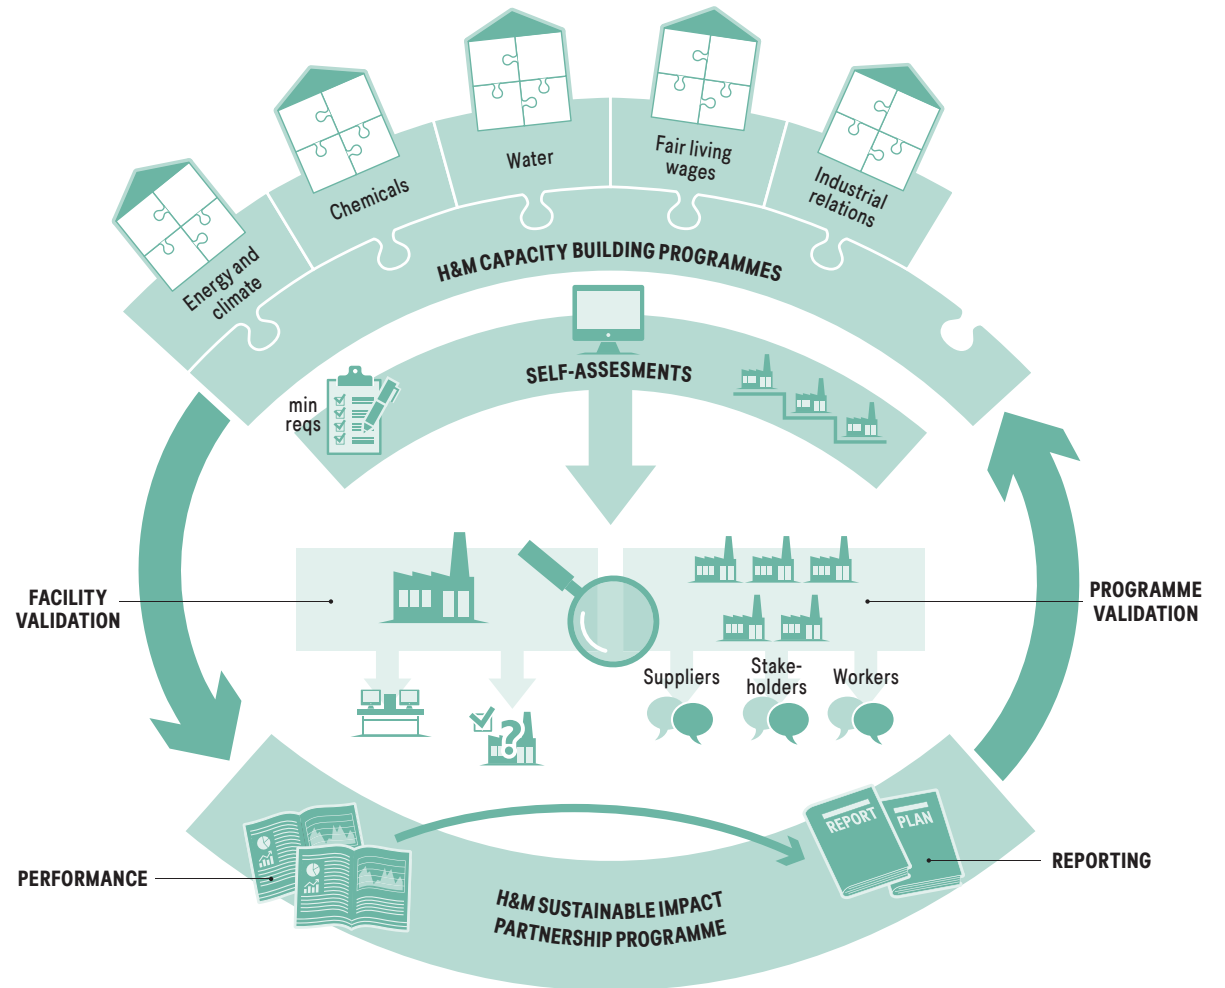 Energy and
climate
Chemicals
Water
Fair living
wages
Industrial
relations
H&M CAPACITY BUILDING PROGRAMMES
SELF-ASSESMENTS
min
reqs
FACILITY
VALIDATION
PROGRAMME
VALIDATION
Suppliers
Stake-
holders
Workers
?
REPORT
PLAN
PERFORMANCE
REPORTING
H&M SUSTAINABLE IMPACT
PARTNERSHIP PROGRAMME